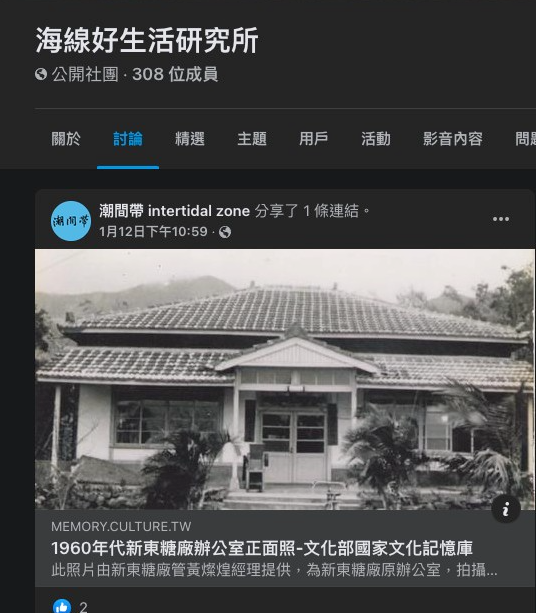 海線好生活研究所
公開社團 · 308 位成員
關於 討論 精選 主題 用戶 活動 影音內容
潮間帶 潮間帶 intertidal zone 分享了 1 條連結。
1月12日下午10:59 ·
i
MEMORY.CULTURE.TW
1960年代新東糖廠辦公室正面照-文化部國家文化記憶庫
此照片由新東糖廠管黃燦煌經理提供，為新東糖廠原辦公室，拍攝...
2